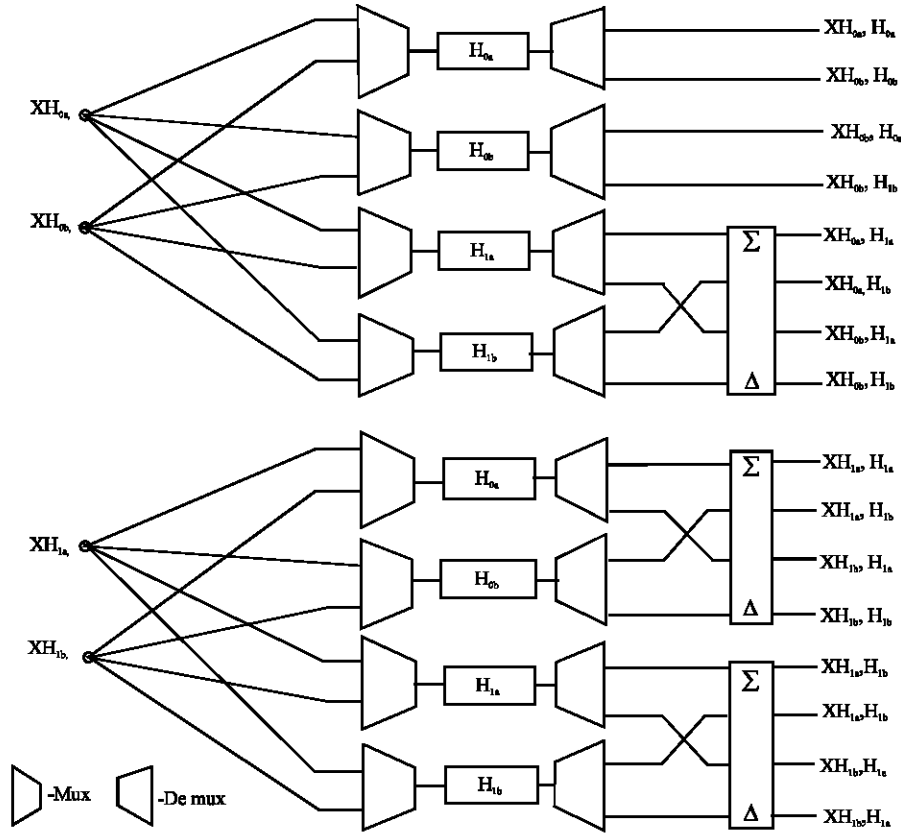 XH₀ₐ, H₀ₐ
H₀ₐ
XH₀b, H₀b
XH₀ₐ,
XH₀b, H₀ₐ
H₀b
XH₀b, H₁b
XH₀b,
Σ
XH₀ₐ, H₁ₐ
H₁ₐ
XH₀ₐ, H₁b
XH₀b, H₁ₐ
H₁b
Δ
XH₀b, H₁b
Σ
XH₁ₐ, H₁ₐ
H₀ₐ
XH₁ₐ, H₁b
XH₁ₐ,
XH₁b, H₁ₐ
H₀b
Δ
XH₁b, H₁b
XH₁b,
Σ
XH₁ₐ,H₁b
H₁ₐ
XH₁ₐ,H₁b
XH₁b,H₁ₐ
-Mux
-De mux
H₁b
Δ
XH₁b,H₁ₐ